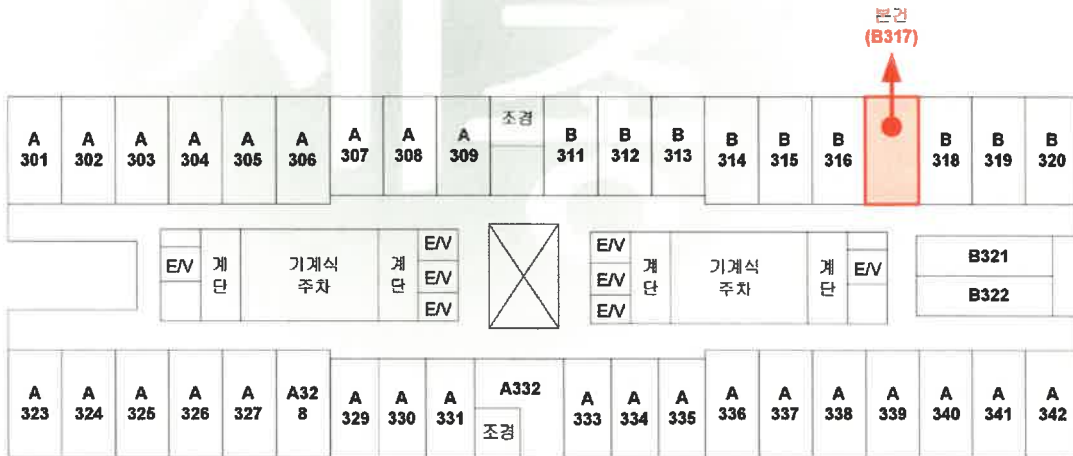 본건
(B317)
A 301
A 302
A 303
A 304
A 305
A 306
A 307
A 308
A 309
조경
B 311
B 312
B 313
B 314
B 315
B 316
B 318
B 319
B 320
E/V
계단
기계식
주차
계단
E/V
E/V
E/V
E/V
E/V
E/V
계단
기계식
주차
계단
E/V
B321
B322
A 323
A 324
A 325
A 326
A 327
A32
8
A 329
A 330
A 331
A332
조경
A 333
A 334
A 335
A 336
A 337
A 338
A 339
A 340
A 341
A 342